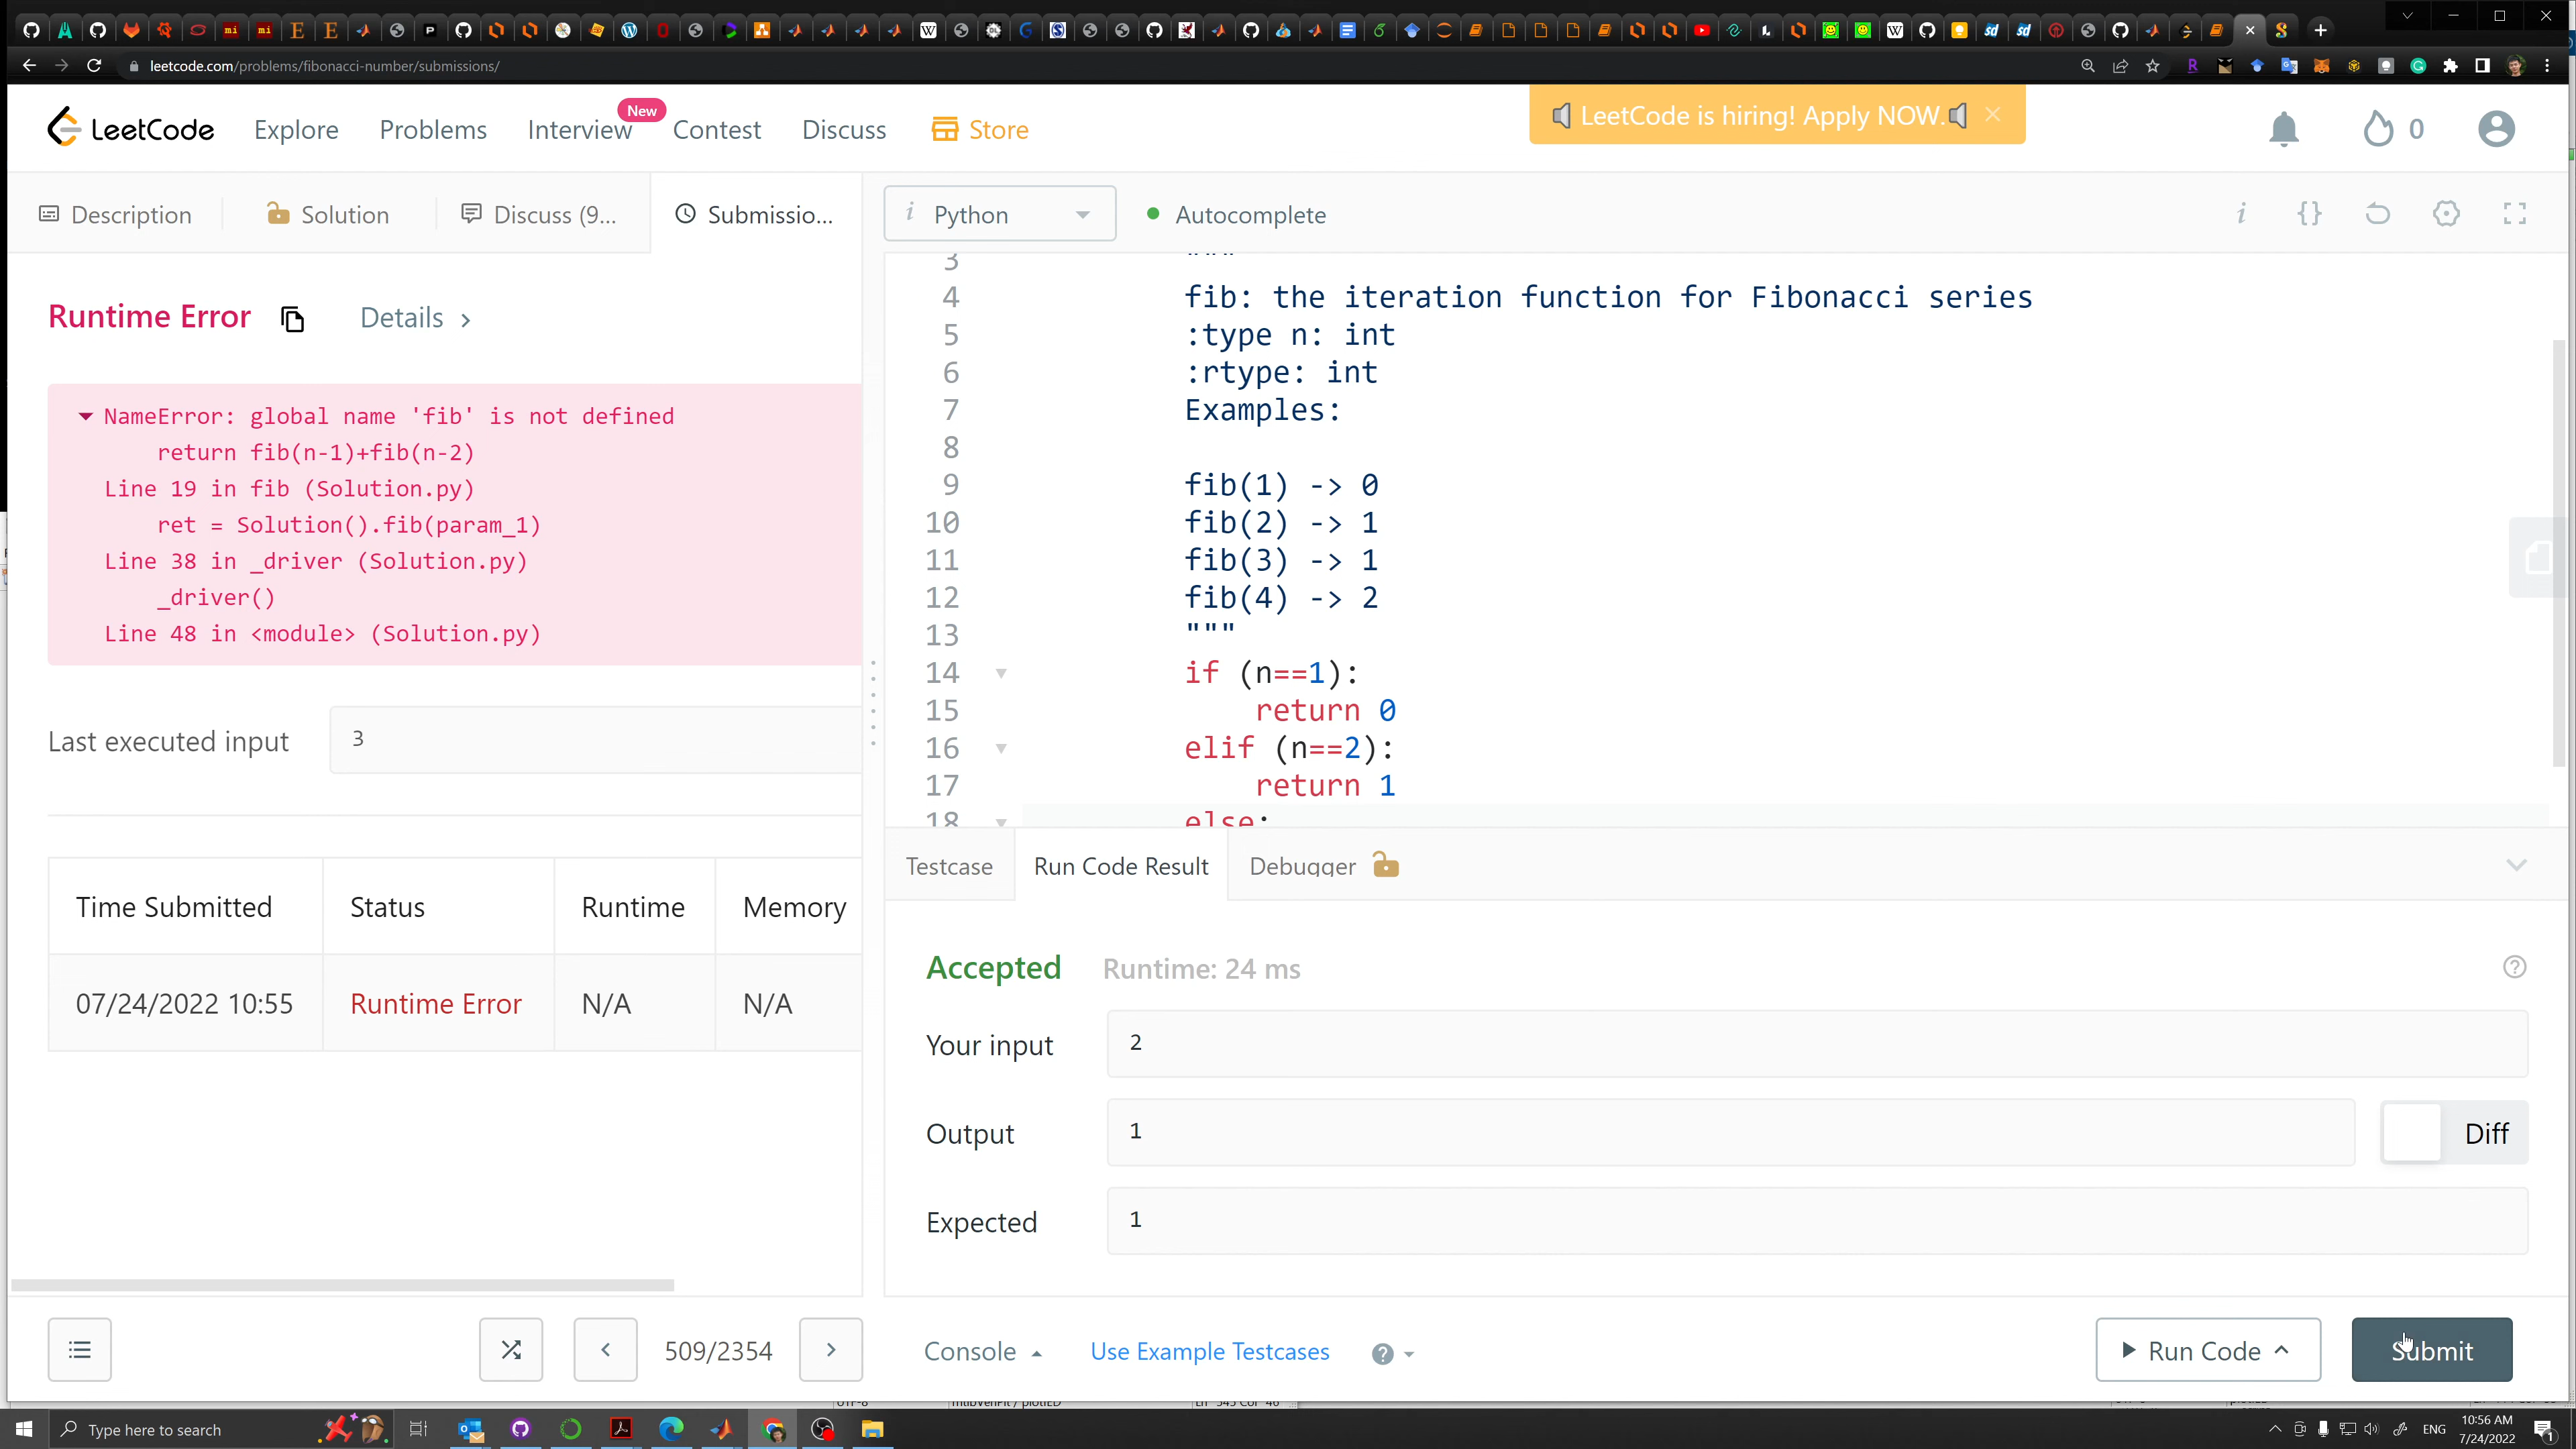 leetcode.com/problems/fibonacci-number/submissions/
LeetCode
Explore
Problems
Interview
New
Contest
Discuss
Store
LeetCode is hiring! Apply NOW.
0
Description
Solution
Discuss (9...
Submissio...
Python
Autocomplete
Runtime Error
Details
NameError: global name 'fib' is not defined
return fib(n-1)+fib(n-2)
Line 19 in fib (Solution.py)
ret = Solution().fib(param_1)
Line 38 in _driver (Solution.py)
_driver()
Line 48 in <module> (Solution.py)
Last executed input
3
Time Submitted Status Runtime Memory
07/24/2022 10:55 Runtime Error N/A N/A
3 """
4 fib: the iteration function for Fibonacci series
5 :type n: int
6 :rtype: int
7 Examples:
8
9 fib(1) -> 0
10 fib(2) -> 1
11 fib(3) -> 1
12 fib(4) -> 2
13 """
14 if (n==1):
15 return 0
16 elif (n==2):
17 return 1
18 else:
Testcase
Run Code Result
Debugger
Accepted
Runtime: 24 ms
Your input
2
Output
1
Diff
Expected
1
509/2354
Console
Use Example Testcases
Run Code
Submit
Type here to search
ENG
10:56 AM
7/24/2022
1